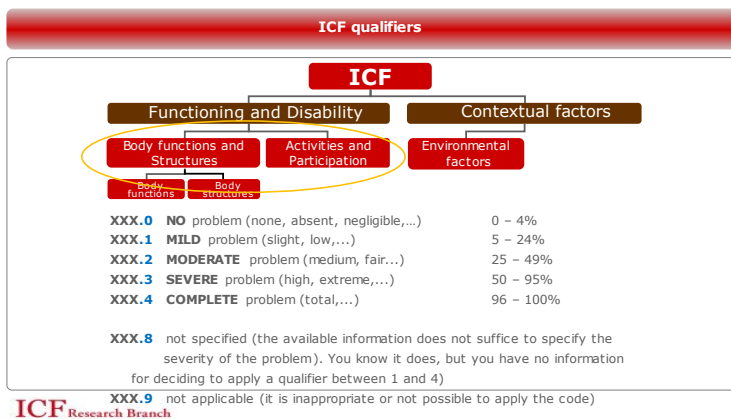 ICF qualifiers
ICF
Functioning and Disability
Contextual factors
Body functions and
Structures
Activities and
Participation
Environmental
factors
Body
functions
Body
structures
XXX.0 NO problem (none, absent, negligible,...) 0 – 4%
XXX.1 MILD problem (slight, low,...) 5 – 24%
XXX.2 MODERATE problem (medium, fair...) 25 – 49%
XXX.3 SEVERE problem (high, extreme,...) 50 – 95%
XXX.4 COMPLETE problem (total,...) 96 – 100%
XXX.8 not specified (the available information does not suffice to specify the
severity of the problem). You know it does, but you have no information
for deciding to apply a qualifier between 1 and 4)
XXX.9 not applicable (it is inappropriate or not possible to apply the code)
ICF Research Branch